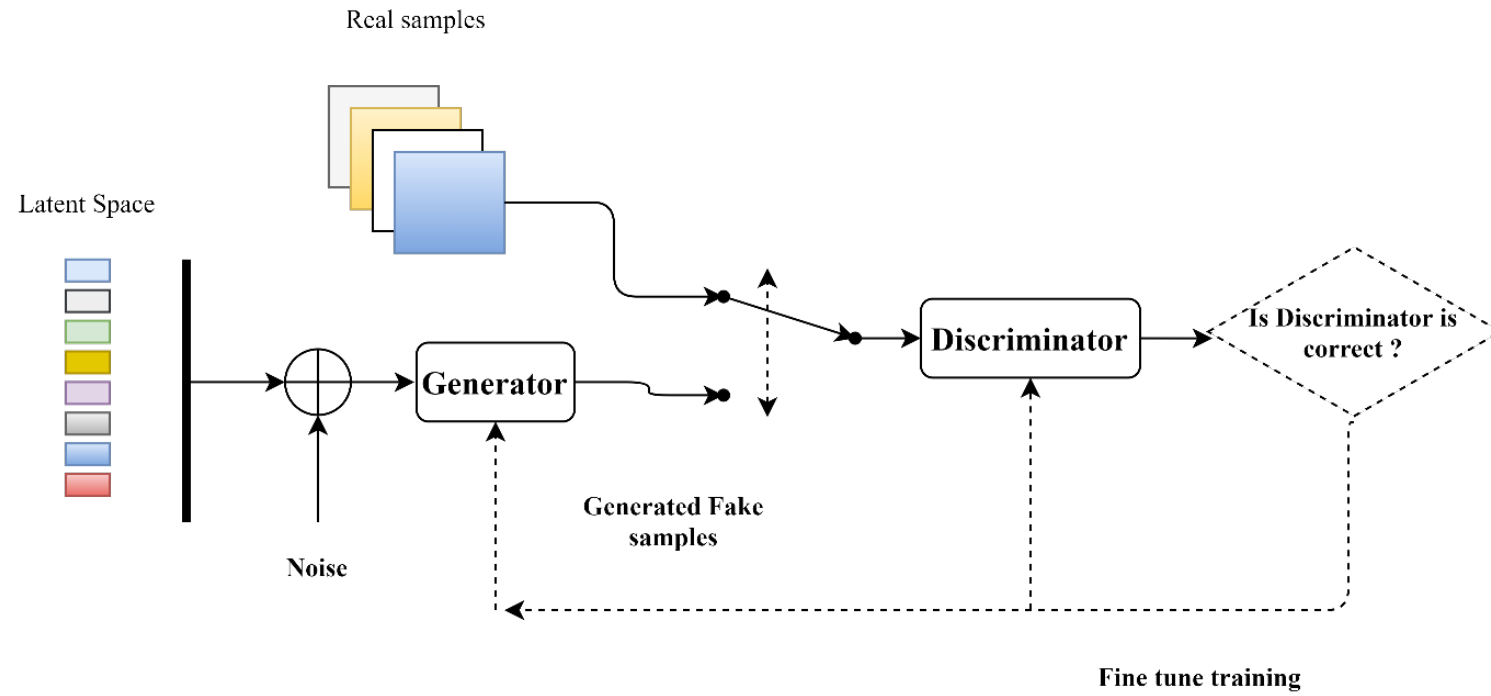 Real samples
Latent Space
Is Discriminator is
correct ?
Discriminator
Generator
Generated Fake
samples
Noise
Fine tune training